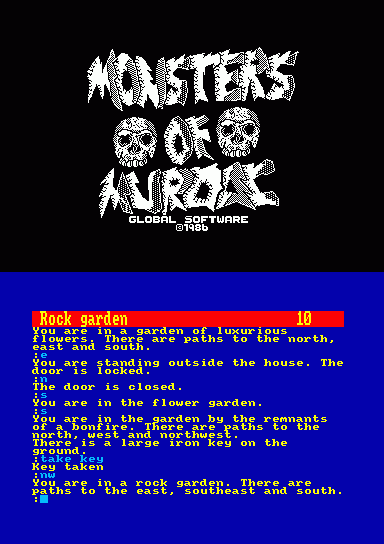 MONSTERS
OF
MURDAC
GLOBAL SOFTWARE
©1986
Rock garden 10
You are in a garden of luxurious
flowers. There are paths to the north,
east and south.
:e
You are standing outside the house. The
door is locked.
:n
The door is closed.
:s
You are in the flower garden.
:s
You are in the garden by the remnants
of a bonfire. There are paths to the
north, west and northwest.
There is a large iron key on the
ground.
:take key
Key taken
:nw
You are in a rock garden. There are
paths to the east, southeast and south.
: